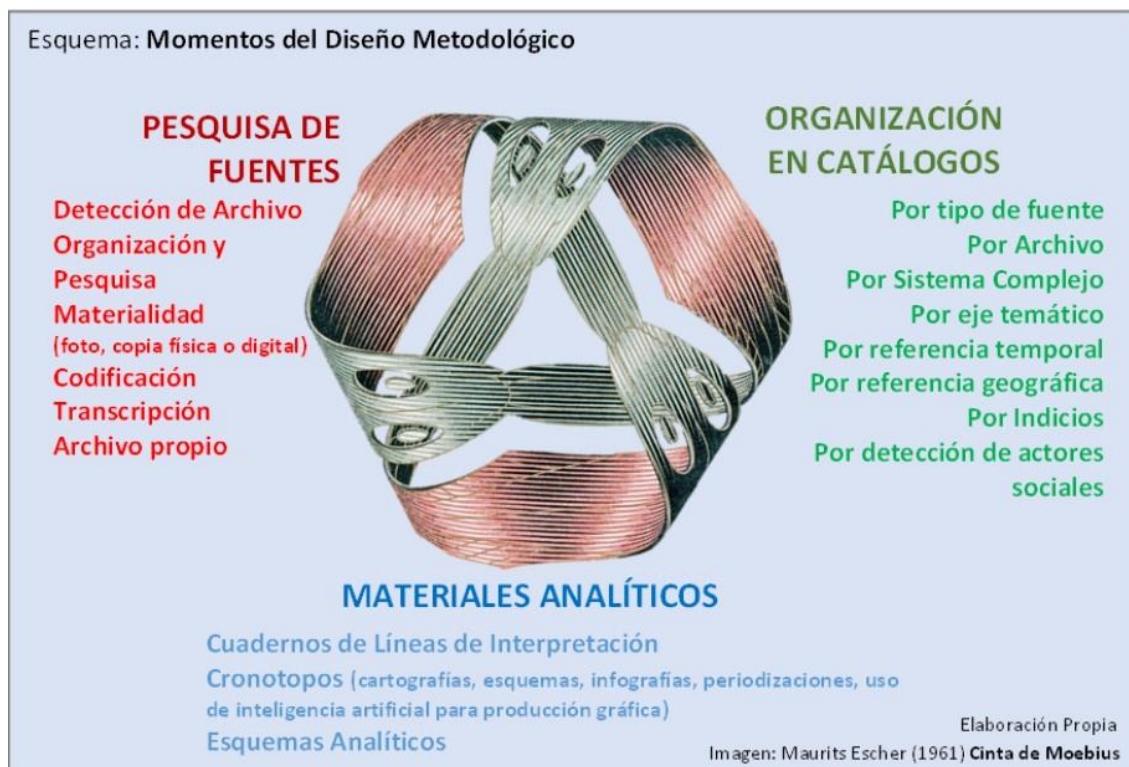 Esquema: Momentos del Diseño Metodológico
PESQUISA DE
FUENTES
Detección de Archivo
Organización y
Pesquisa
Materialidad
(foto, copia física o digital)
Codificación
Transcripción
Archivo propio
ORGANIZACIÓN
EN CATÁLOGOS
Por tipo de fuente
Por Archivo
Por Sistema Complejo
Por eje temático
Por referencia temporal
Por referencia geográfica
Por Indicios
Por detección de actores
sociales
MATERIALES ANALÍTICOS
Cuadernos de Líneas de Interpretación
Cronotopos (cartografías, esquemas, infografías, periodizaciones, uso
de inteligencia artificial para producción gráfica)
Esquemas Analíticos
Elaboración Propia
Imagen: Maurits Escher (1961) Cinta de Moebius